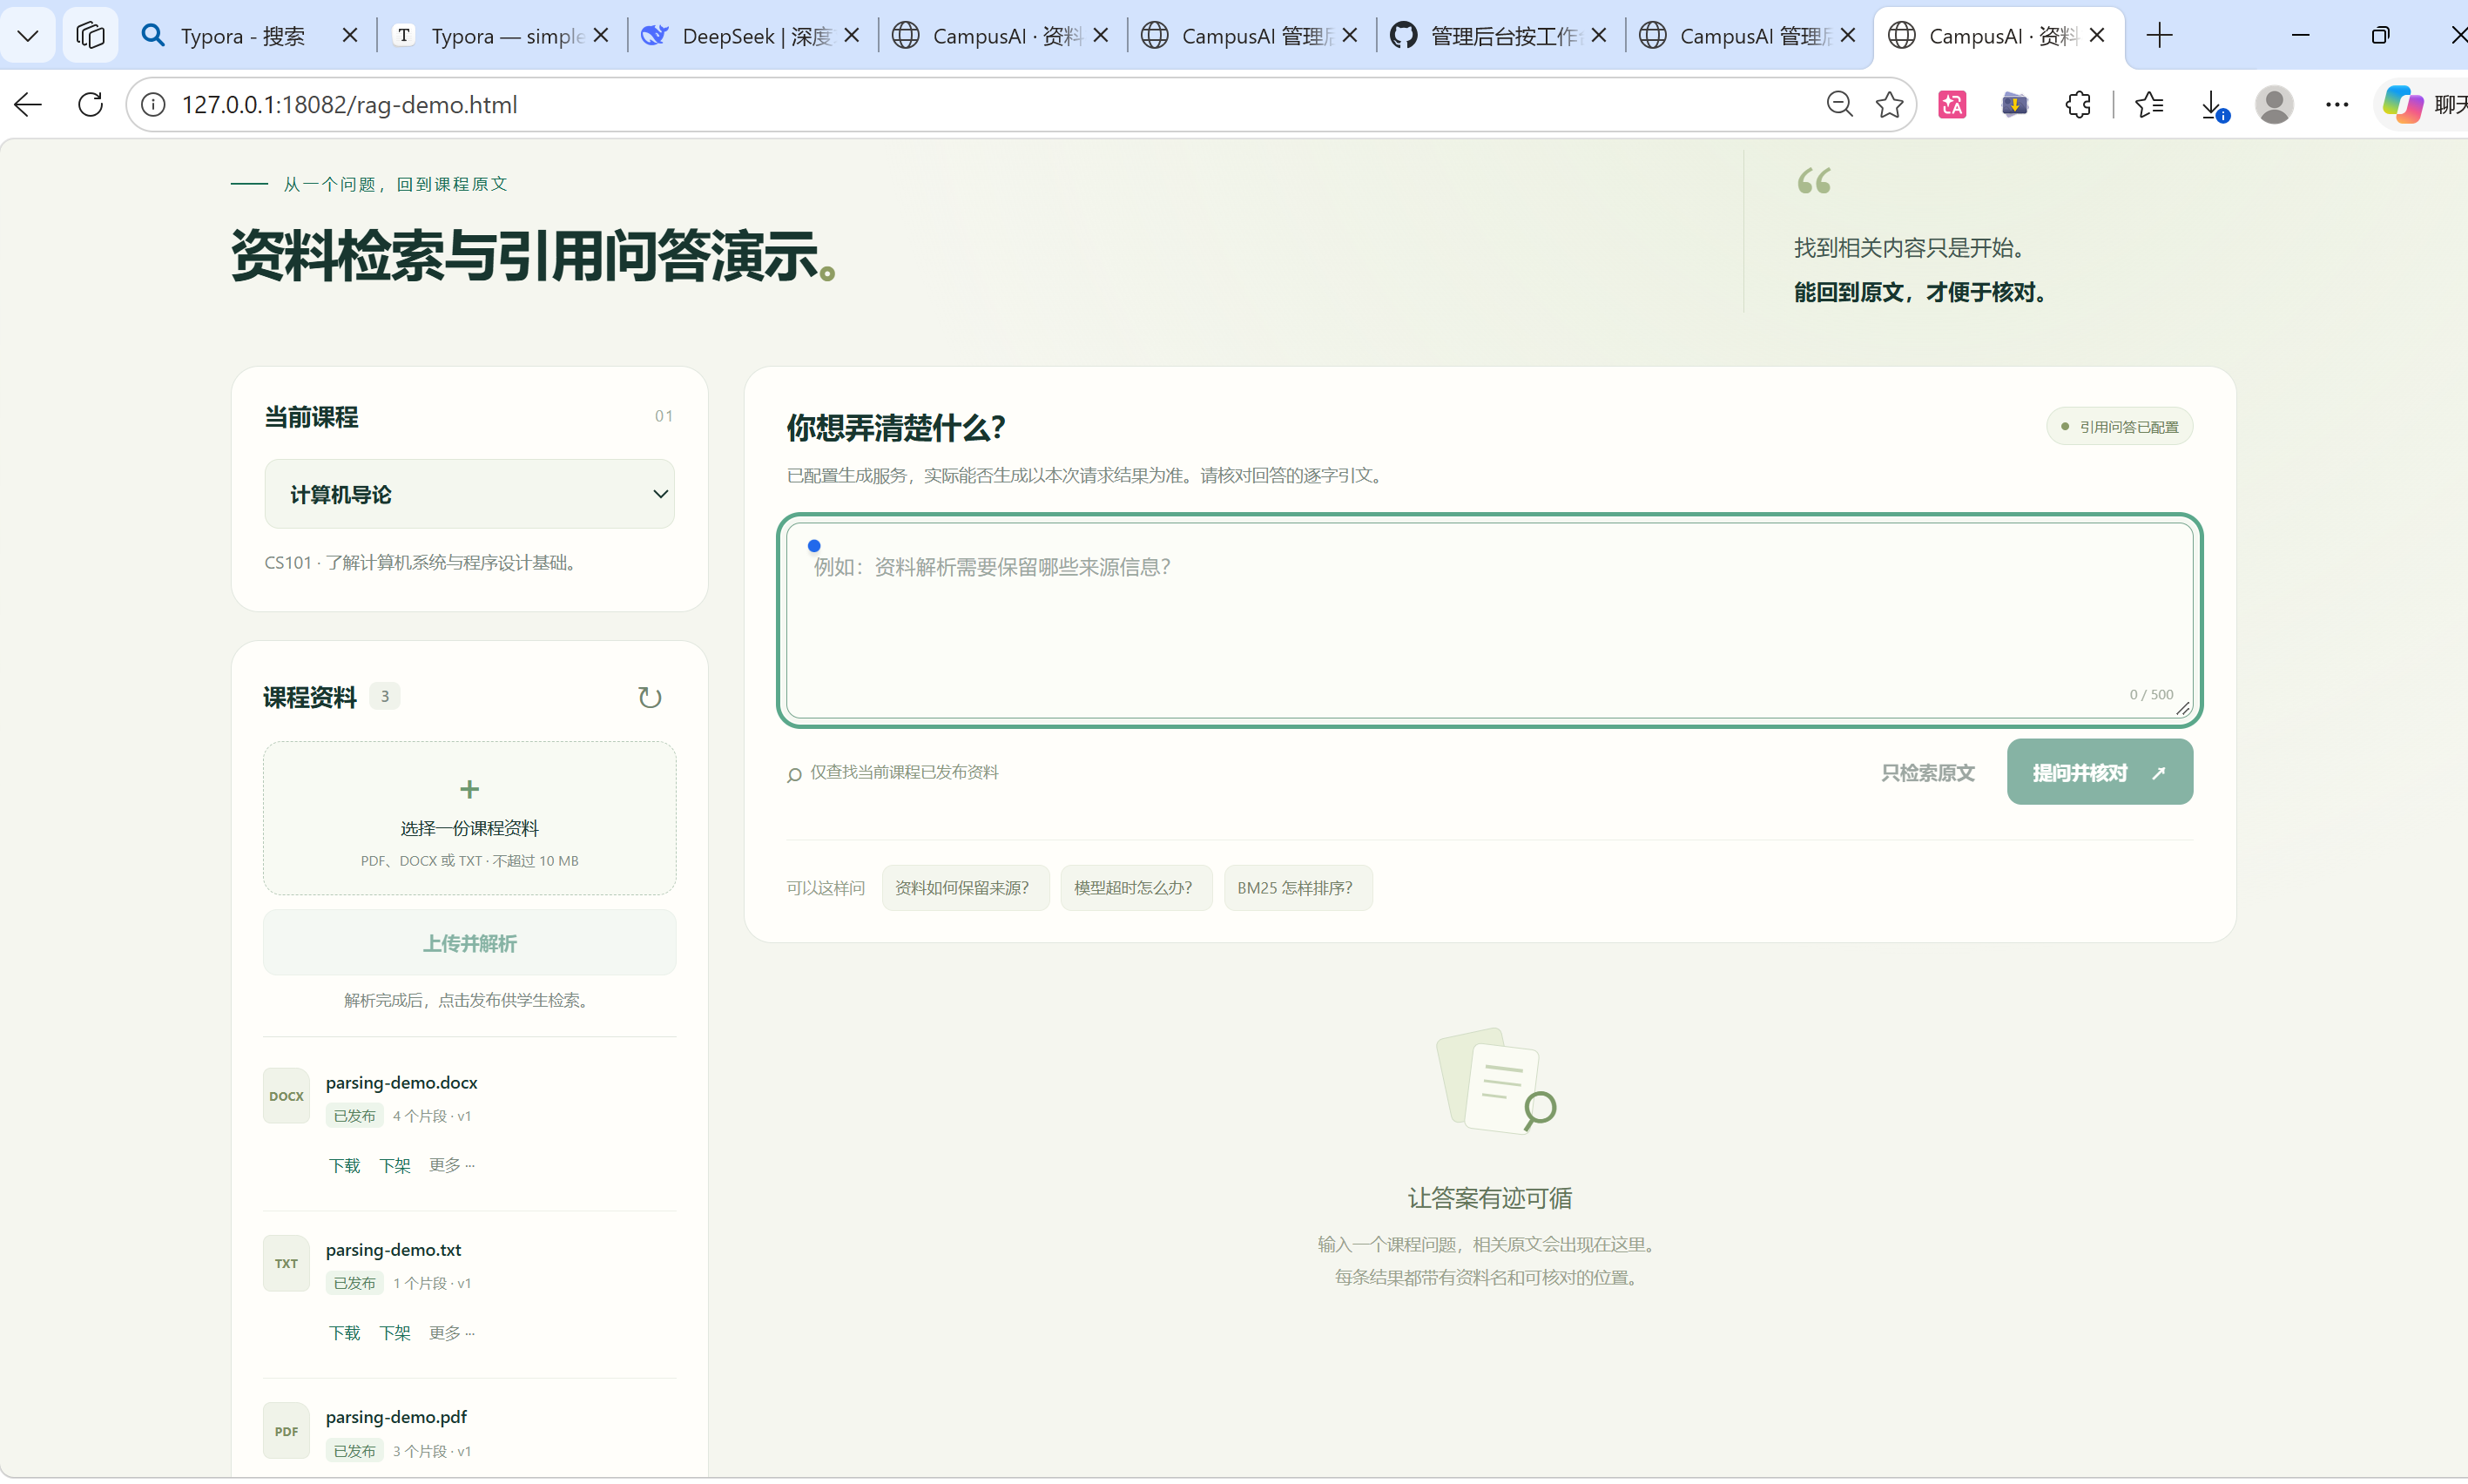 Typora - 搜索
Typora — simple
DeepSeek | 深度
CampusAI · 资料
CampusAI 管理后
管理后台按工作
CampusAI 管理后
CampusAI · 资料
127.0.0.1:18082/rag-demo.html
聊天
从一个问题，回到课程原文
资料检索与引用问答演示。
“
找到相关内容只是开始。
能回到原文，才便于核对。
当前课程
01
计算机导论
CS101 · 了解计算机系统与程序设计基础。
课程资料
3
+
选择一份课程资料
PDF、DOCX 或 TXT · 不超过 10 MB
上传并解析
解析完成后，点击发布供学生检索。
DOCX
parsing-demo.docx
已发布 4 个片段 · v1
下载 下架 更多 ···
TXT
parsing-demo.txt
已发布 1 个片段 · v1
下载 下架 更多 ···
PDF
parsing-demo.pdf
已发布 3 个片段 · v1
你想弄清楚什么？
引用问答已配置
已配置生成服务，实际能否生成以本次请求结果为准。请核对回答的逐字引文。
例如：资料解析需要保留哪些来源信息？
0 / 500
仅查找当前课程已发布资料
只检索原文
提问并核对 ↗
可以这样问
资料如何保留来源？
模型超时怎么办？
BM25 怎样排序？
让答案有迹可循
输入一个课程问题，相关原文会出现在这里。
每条结果都带有资料名和可核对的位置。